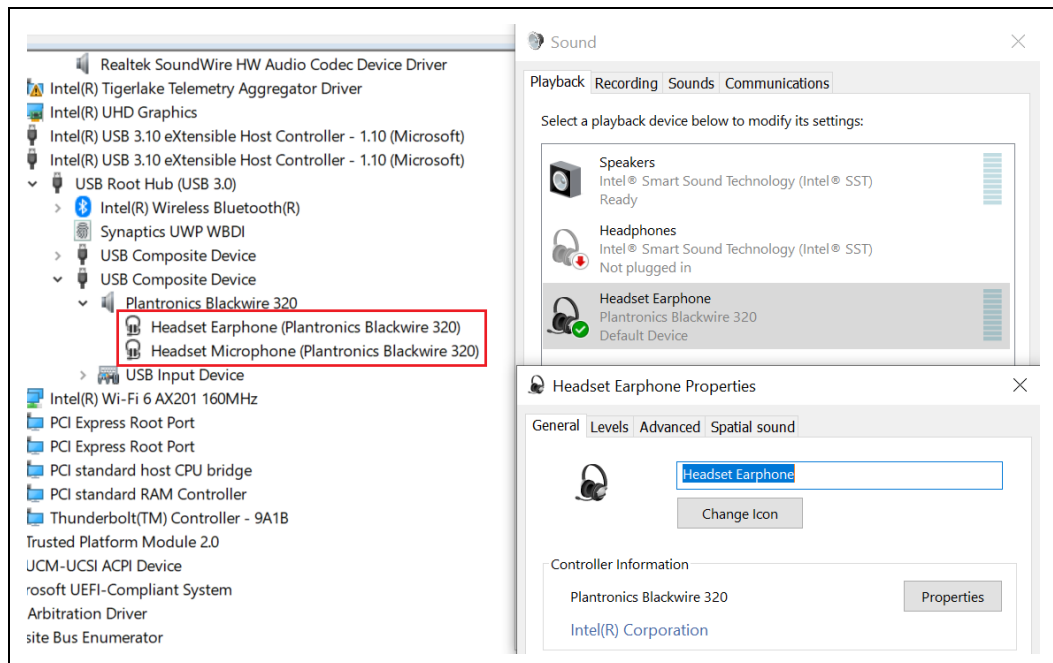 Realtek SoundWire HW Audio Codec Device Driver
Intel(R) Tigerlake Telemetry Aggregator Driver
Intel(R) UHD Graphics
Intel(R) USB 3.10 eXtensible Host Controller - 1.10 (Microsoft)
Intel(R) USB 3.10 eXtensible Host Controller - 1.10 (Microsoft)
USB Root Hub (USB 3.0)
Intel(R) Wireless Bluetooth(R)
Synaptics UWP WBDI
USB Composite Device
USB Composite Device
Plantronics Blackwire 320
Headset Earphone (Plantronics Blackwire 320)
Headset Microphone (Plantronics Blackwire 320)
USB Input Device
Intel(R) Wi-Fi 6 AX201 160MHz
PCI Express Root Port
PCI Express Root Port
PCI standard host CPU bridge
PCI standard RAM Controller
Thunderbolt(TM) Controller - 9A1B
Trusted Platform Module 2.0
UCM-UCSI ACPI Device
rosoft UEFI-Compliant System
Arbitration Driver
site Bus Enumerator
Sound
Playback Recording Sounds Communications
Select a playback device below to modify its settings:
Speakers
Intel® Smart Sound Technology (Intel® SST)
Ready
Headphones
Intel® Smart Sound Technology (Intel® SST)
Not plugged in
Headset Earphone
Plantronics Blackwire 320
Default Device
Headset Earphone Properties
General Levels Advanced Spatial sound
Headset Earphone
Change Icon
Controller Information
Plantronics Blackwire 320
Properties
Intel(R) Corporation